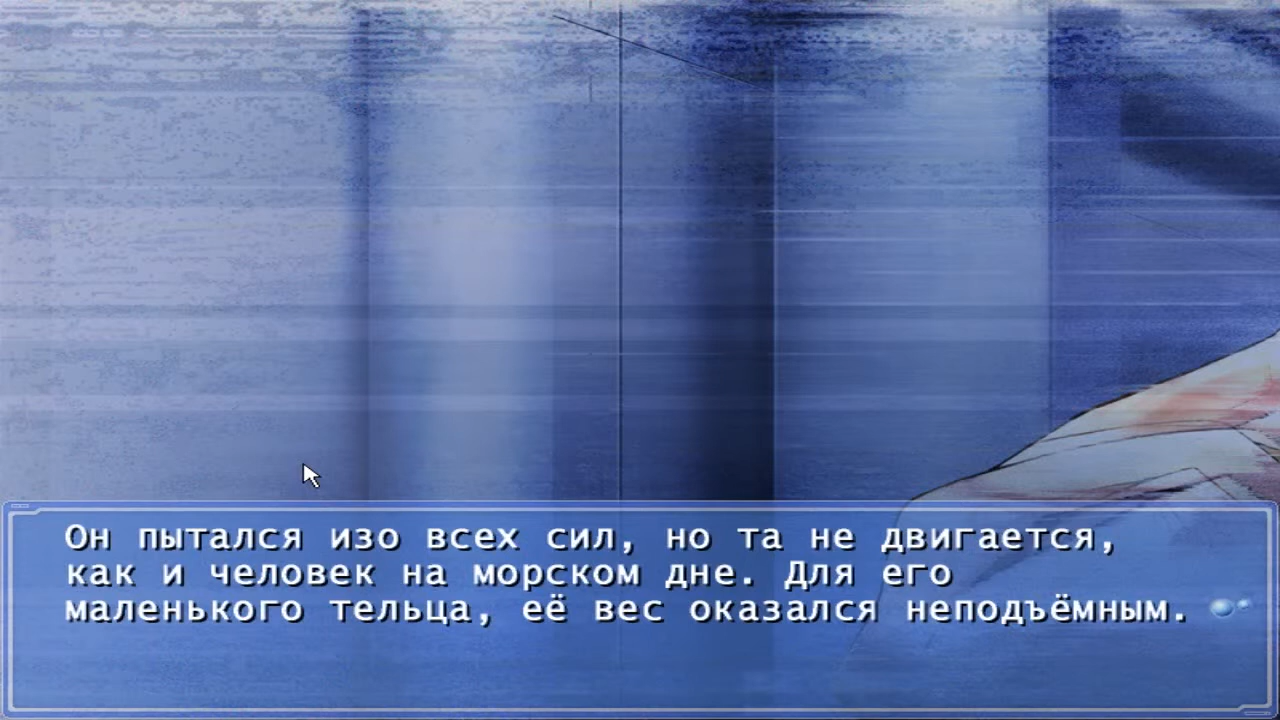 Он пытался изо всех сил, но та не двигается,
как и человек на морском дне. Для его
маленького тельца, её вес оказался неподъёмным.